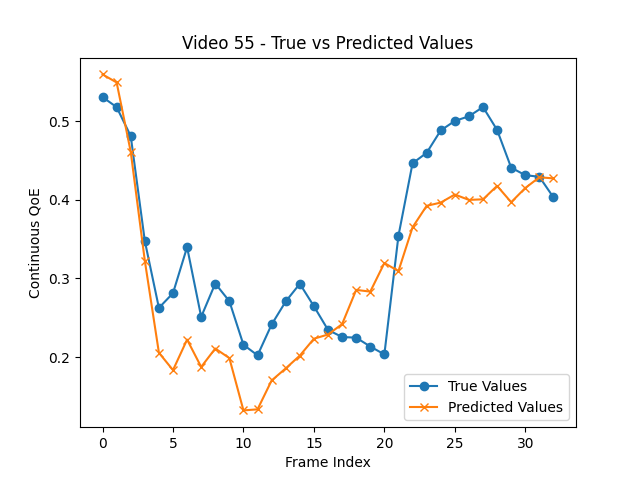 Video 55 - True vs Predicted Values
Continuous QoE
0.5
0.4
0.3
0.2
0 5 10 15 20 25 30
Frame Index
True Values
Predicted Values